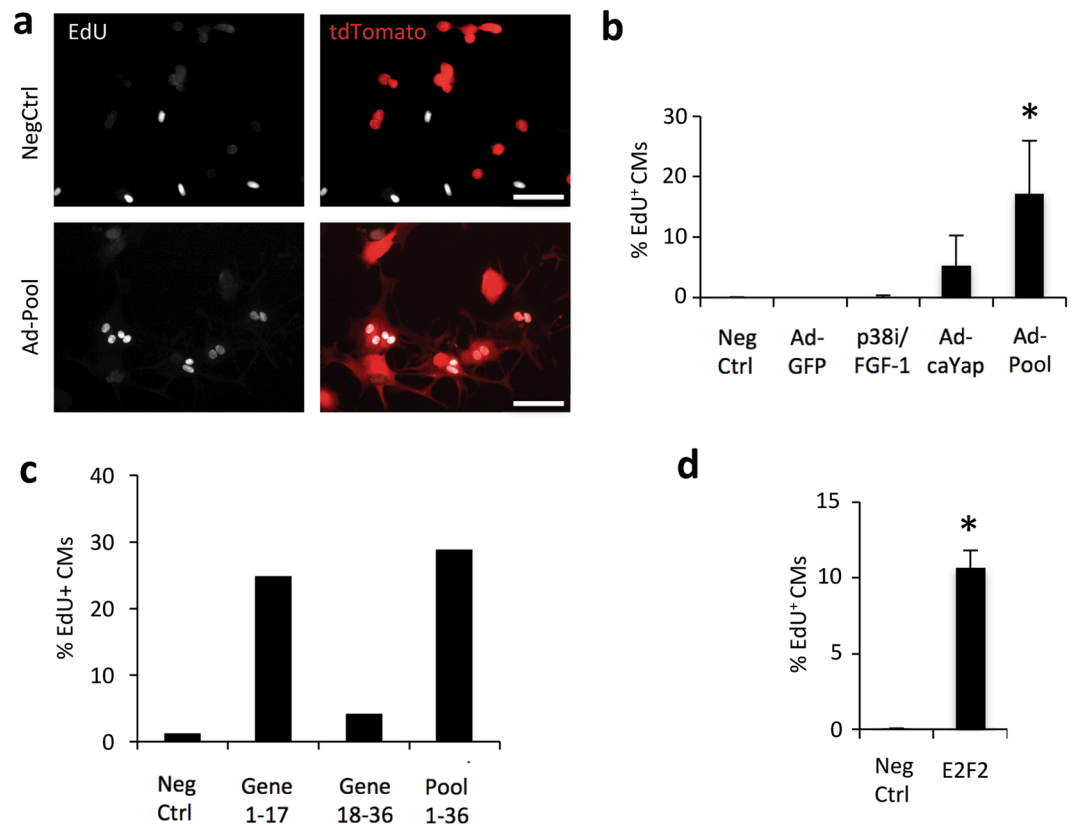 a
EdU
tdTomato
NegCtrl
Ad-Pool
b
% EdU⁺ CMs
30
20
10
0
*
Neg
Ctrl
Ad-
GFP
p38i/
FGF-1
Ad-
caYap
Ad-
Pool
c
% EdU+ CMs
40
30
20
10
0
Neg
Ctrl
Gene
1-17
Gene
18-36
Pool
1-36
d
% EdU⁺ CMs
15
10
5
0
*
Neg
Ctrl
E2F2